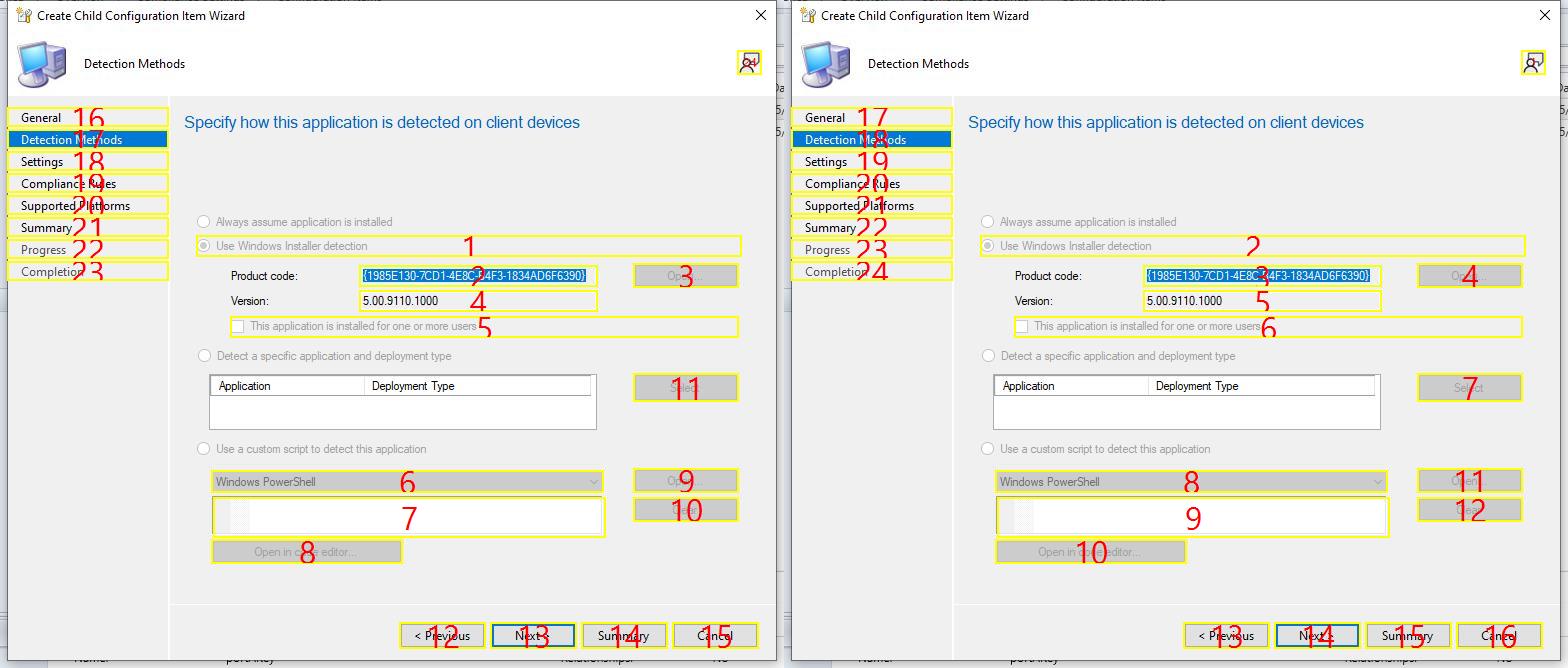 Create Child Configuration Item Wizard
Detection Methods
24
General 16
Detection Methods 17
Settings 18
Compliance Rules 19
Supported Platforms 20
Summary 21
Progress 22
Completion 23
Specify how this application is detected on client devices
Always assume application is installed
Use Windows Installer detection 1
Product code: {1985E130-7CD1-4E8C-B4F3-1834AD6F6390} 2 Open... 3
Version: 5.00.9110.1000 4
This application is installed for one or more users 5
Detect a specific application and deployment type
Application Deployment Type Select 11
Use a custom script to detect this application
Windows PowerShell 6 Open... 9
7 Clear 10
Open in code editor... 8
< Previous 12 Next > 13 Summary 14 Cancel 15
Create Child Configuration Item Wizard
Detection Methods
1
General 17
Detection Methods 18
Settings 19
Compliance Rules 20
Supported Platforms 21
Summary 22
Progress 23
Completion 24
Specify how this application is detected on client devices
Always assume application is installed
Use Windows Installer detection 2
Product code: {1985E130-7CD1-4E8C-B4F3-1834AD6F6390} 3 Open... 4
Version: 5.00.9110.1000 5
This application is installed for one or more users 6
Detect a specific application and deployment type
Application Deployment Type Select 7
Use a custom script to detect this application
Windows PowerShell 8 Open... 11
9 Clear 12
Open in code editor... 10
< Previous 13 Next > 14 Summary 15 Cancel 16